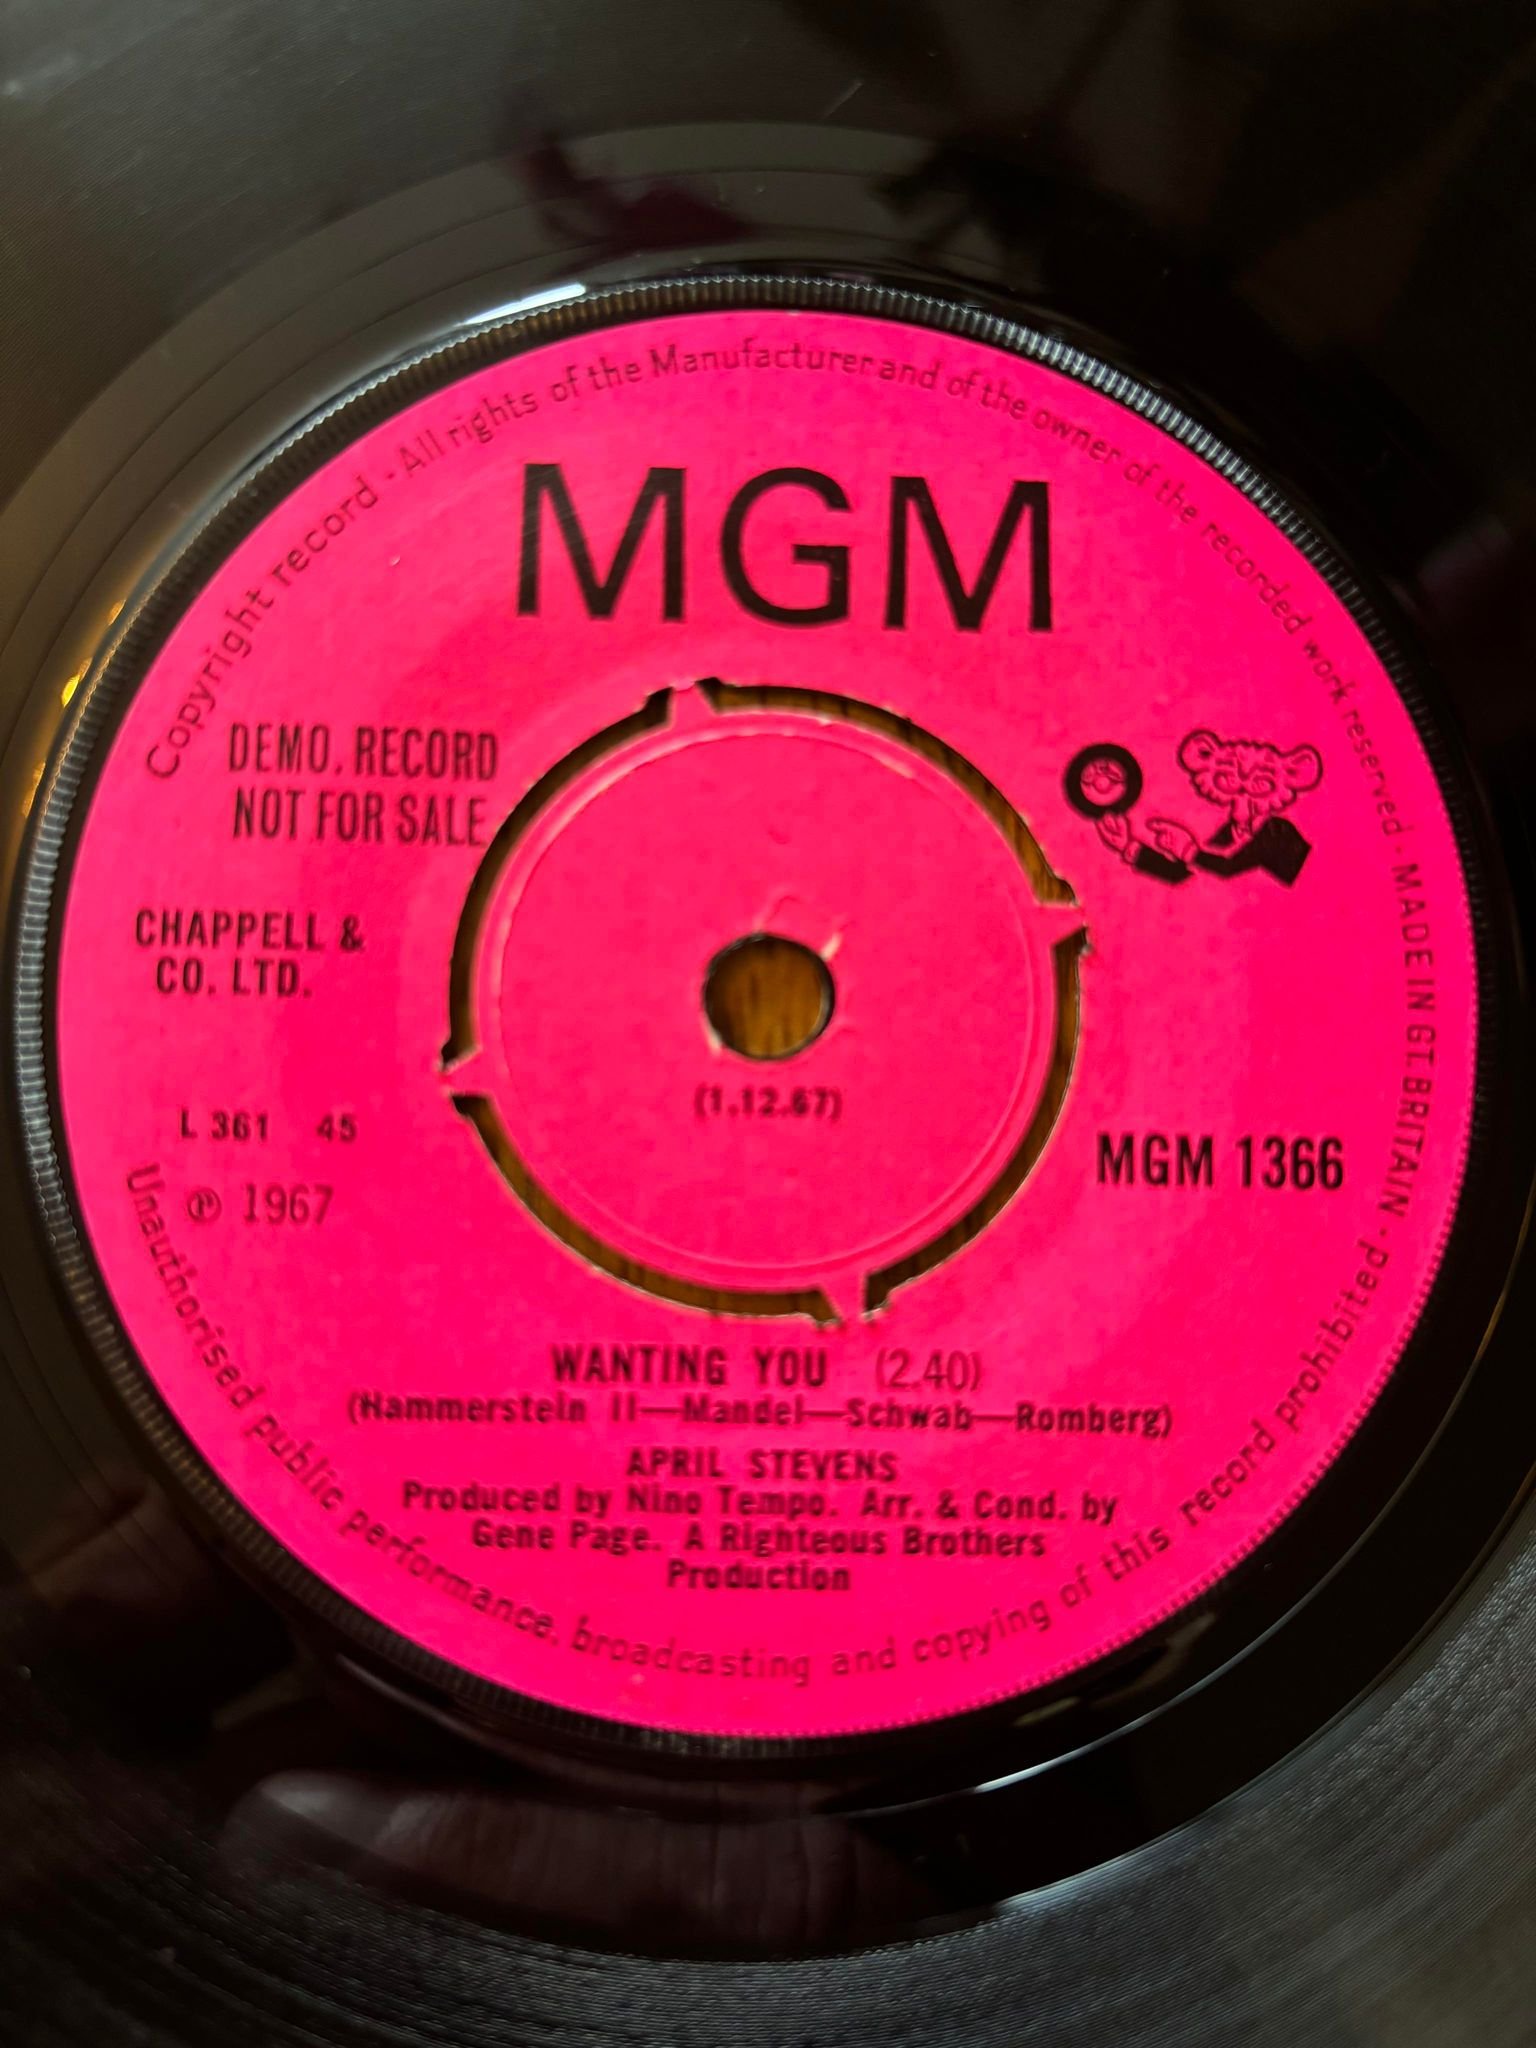 Copyright record - All rights of the Manufacturer and of the owner of the recorded work reserved - MADE IN GT. BRITAIN - Unauthorised public performance, broadcasting and copying of this record prohibited -
MGM
DEMO. RECORD
NOT FOR SALE
CHAPPELL &
CO. LTD.
(1.12.67)
L 361 45
℗ 1967
MGM 1366
WANTING YOU (2.40)
(Hammerstein II—Mandel—Schwab—Romberg)
APRIL STEVENS
Produced by Nino Tempo. Arr. & Cond. by
Gene Page. A Righteous Brothers
Production